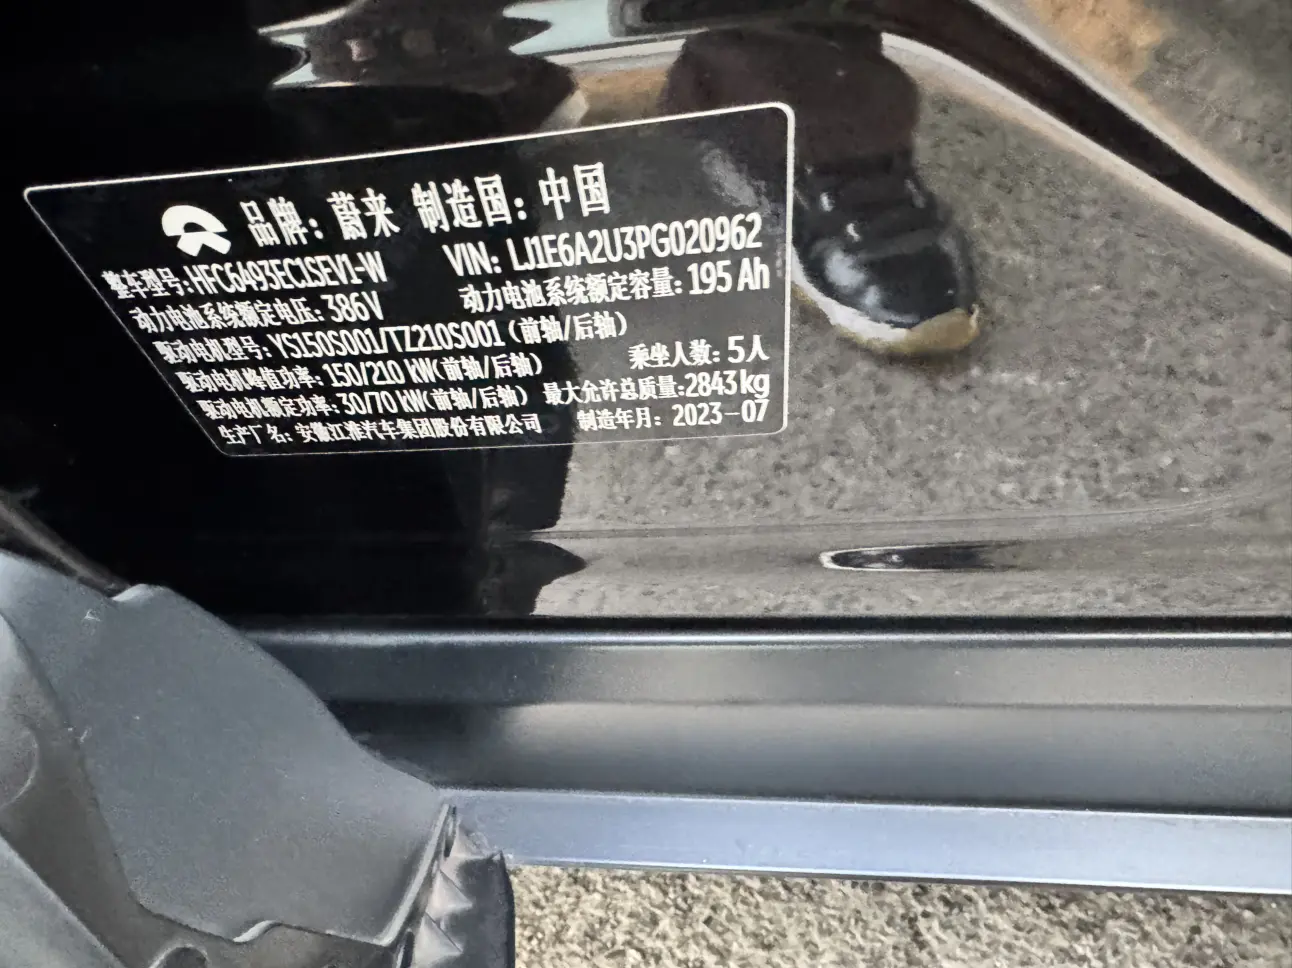 品牌：蔚来 制造国：中国
整车型号：HFC6493EC1SEV1-W VIN: LJ1E6A2U3PG020962
动力电池系统额定电压：386V 动力电池系统额定容量：195 Ah
驱动电机型号：YS150S001/TZ210S001（前轴/后轴）
驱动电机峰值功率：150/210 kW(前轴/后轴) 乘坐人数：5人
驱动电机额定功率：30/70 kW(前轴/后轴) 最大允许总质量:2843kg
生产厂名：安徽江淮汽车集团股份有限公司 制造年月：2023-07